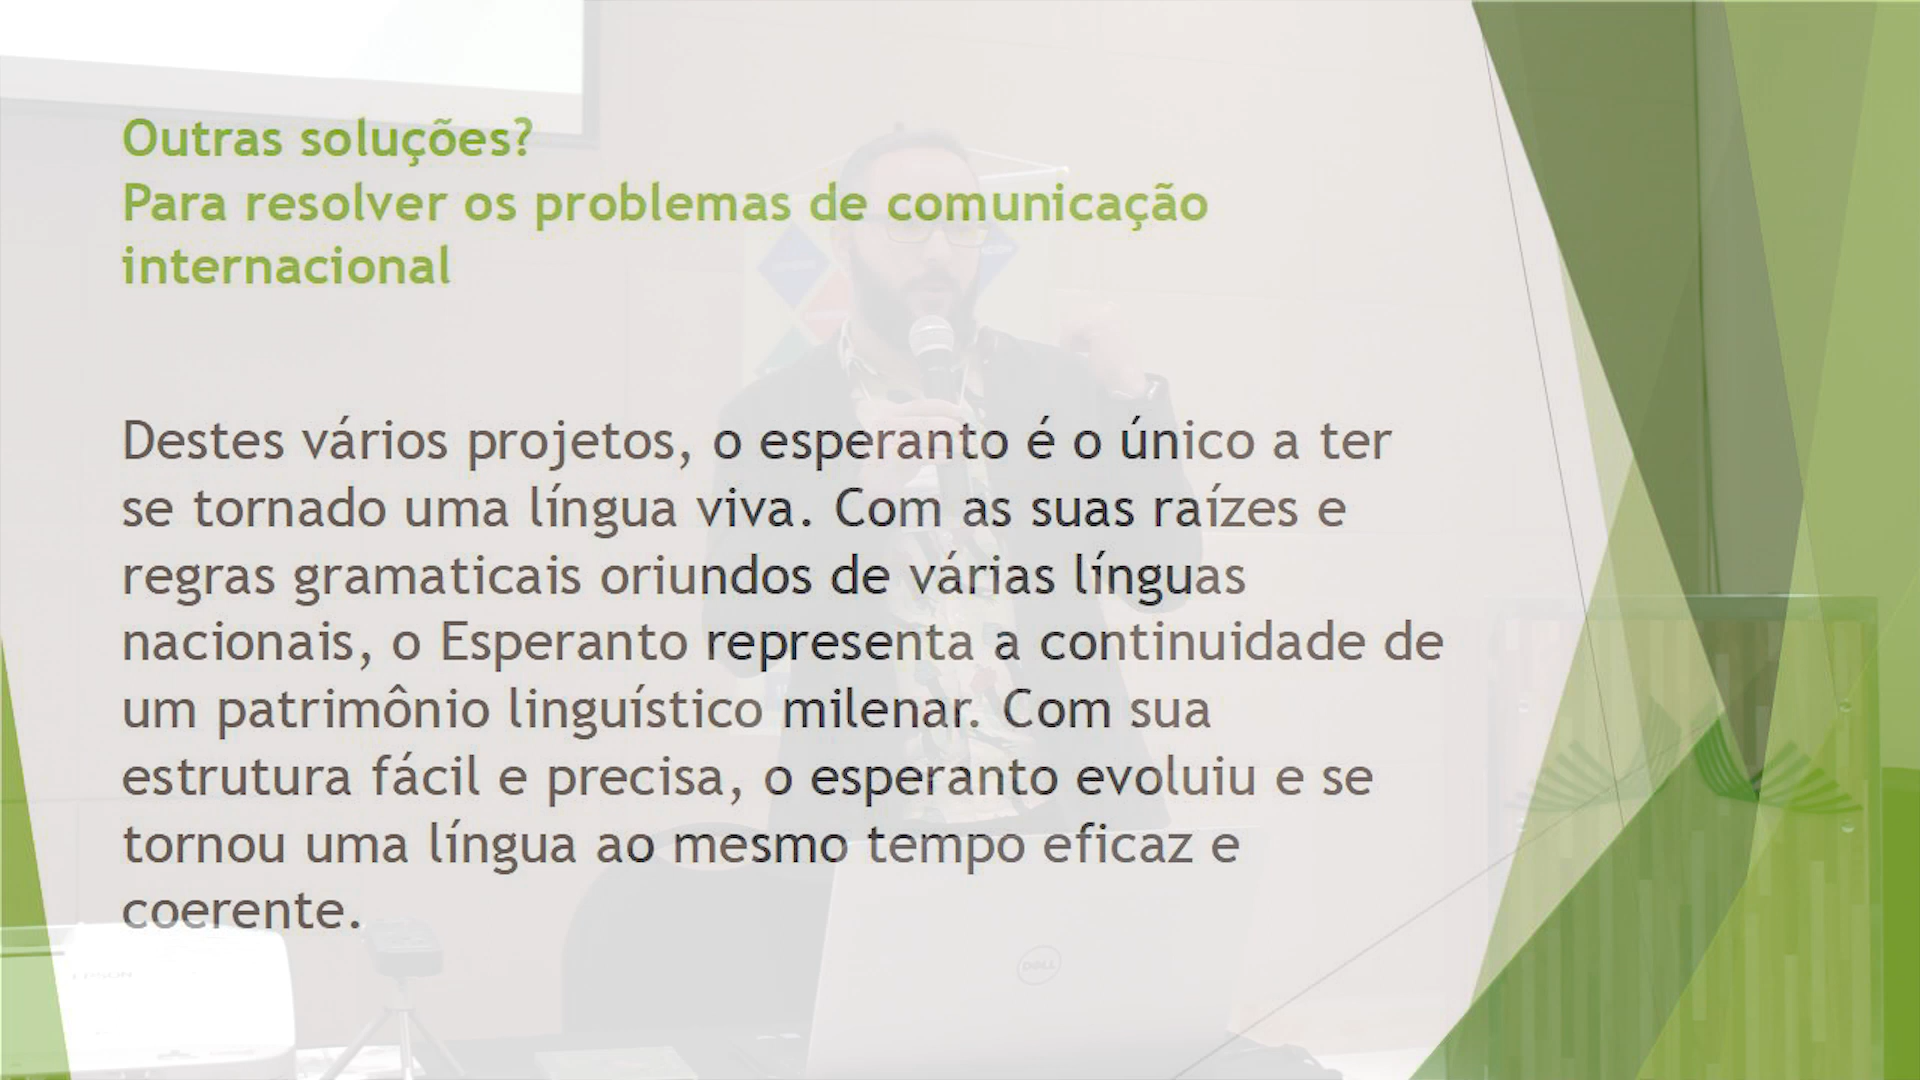 Outras soluções?
Para resolver os problemas de comunicação
internacional
Destes vários projetos, o esperanto é o único a ter
se tornado uma língua viva. Com as suas raízes e
regras gramaticais oriundos de várias línguas
nacionais, o Esperanto representa a continuidade de
um patrimônio linguístico milenar. Com sua
estrutura fácil e precisa, o esperanto evoluiu e se
tornou uma língua ao mesmo tempo eficaz e
coerente.
DELL